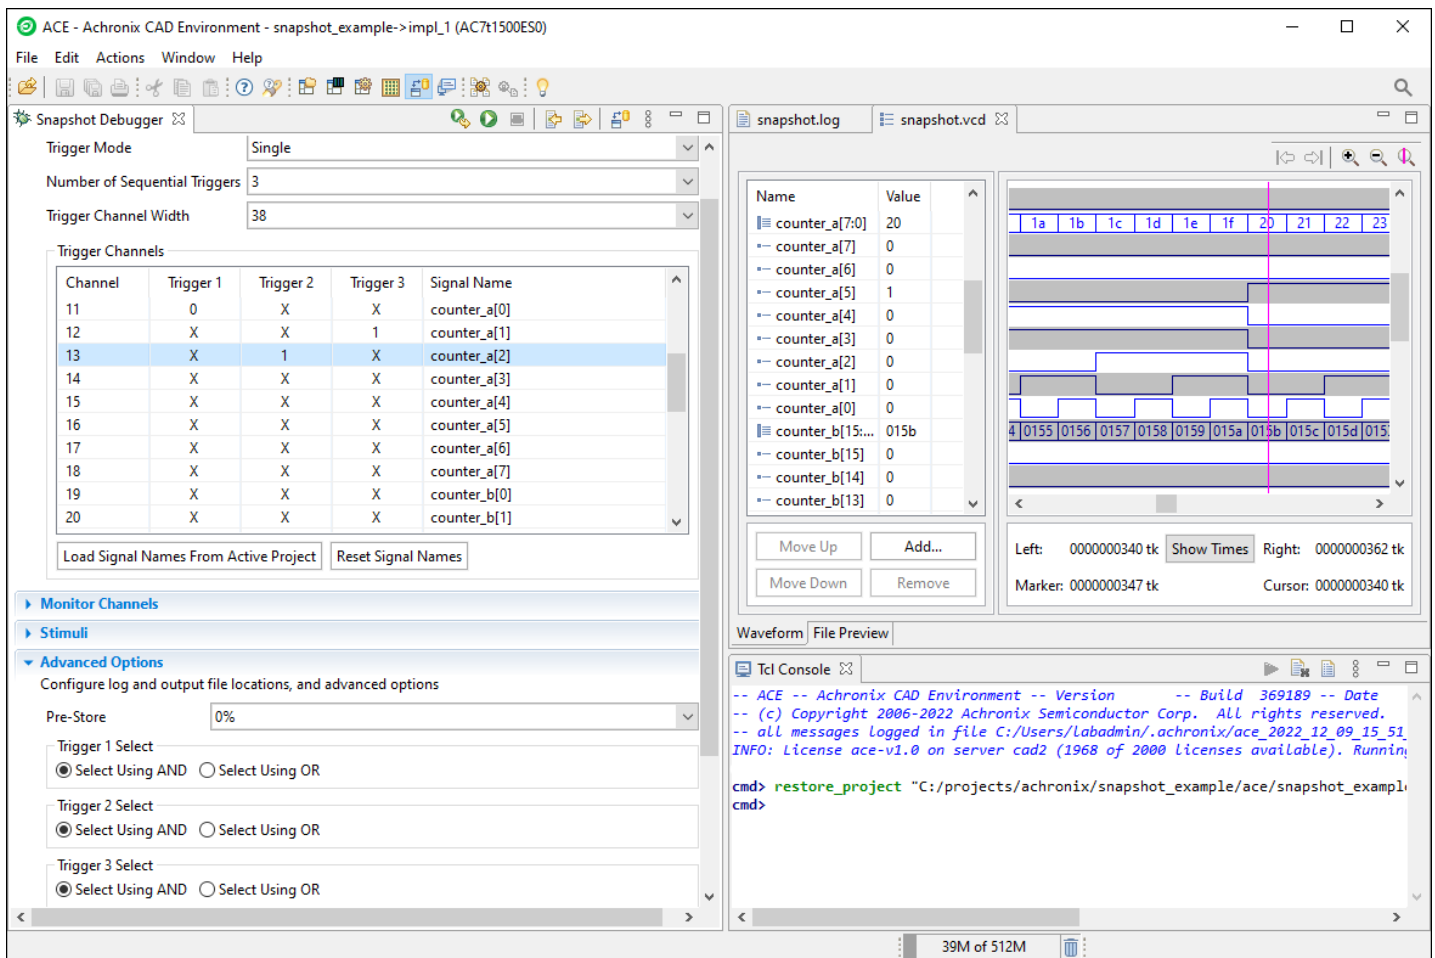 ACE - Achronix CAD Environment - snapshot_example->impl_1 (AC7t1500ES0)
File Edit Actions Window Help
Snapshot Debugger
Trigger Mode Single
Number of Sequential Triggers 3
Trigger Channel Width 38
Trigger Channels
Channel Trigger 1 Trigger 2 Trigger 3 Signal Name
11 0 X X counter_a[0]
12 X X 1 counter_a[1]
13 X 1 X counter_a[2]
14 X X X counter_a[3]
15 X X X counter_a[4]
16 X X X counter_a[5]
17 X X X counter_a[6]
18 X X X counter_a[7]
19 X X X counter_b[0]
20 X X X counter_b[1]
Load Signal Names From Active Project Reset Signal Names
Monitor Channels
Stimuli
Advanced Options
Configure log and output file locations, and advanced options
Pre-Store 0%
Trigger 1 Select
Select Using AND Select Using OR
Trigger 2 Select
Select Using AND Select Using OR
Trigger 3 Select
Select Using AND Select Using OR
snapshot.log snapshot.vcd
Name Value
counter_a[7:0] 20
counter_a[7] 0
counter_a[6] 0
counter_a[5] 1
counter_a[4] 0
counter_a[3] 0
counter_a[2] 0
counter_a[1] 0
counter_a[0] 0
counter_b[15:... 015b
counter_b[15] 0
counter_b[14] 0
counter_b[13] 0
1a 1b 1c 1d 1e 1f 20 21 22 23
4 0155 0156 0157 0158 0159 015a 015b 015c 015d 015
Move Up Add...
Move Down Remove
Left: 0000000340 tk Show Times Right: 0000000362 tk
Marker: 0000000347 tk Cursor: 0000000340 tk
Waveform File Preview
Tcl Console
-- ACE -- Achronix CAD Environment -- Version -- Build 369189 -- Date
-- (c) Copyright 2006-2022 Achronix Semiconductor Corp. All rights reserved.
-- all messages logged in file C:/Users/labadmin/.achronix/ace_2022_12_09_15_51_
INFO: License ace-v1.0 on server cad2 (1968 of 2000 licenses available). Running
cmd> restore_project "C:/projects/achronix/snapshot_example/ace/snapshot_exampl
cmd>
39M of 512M